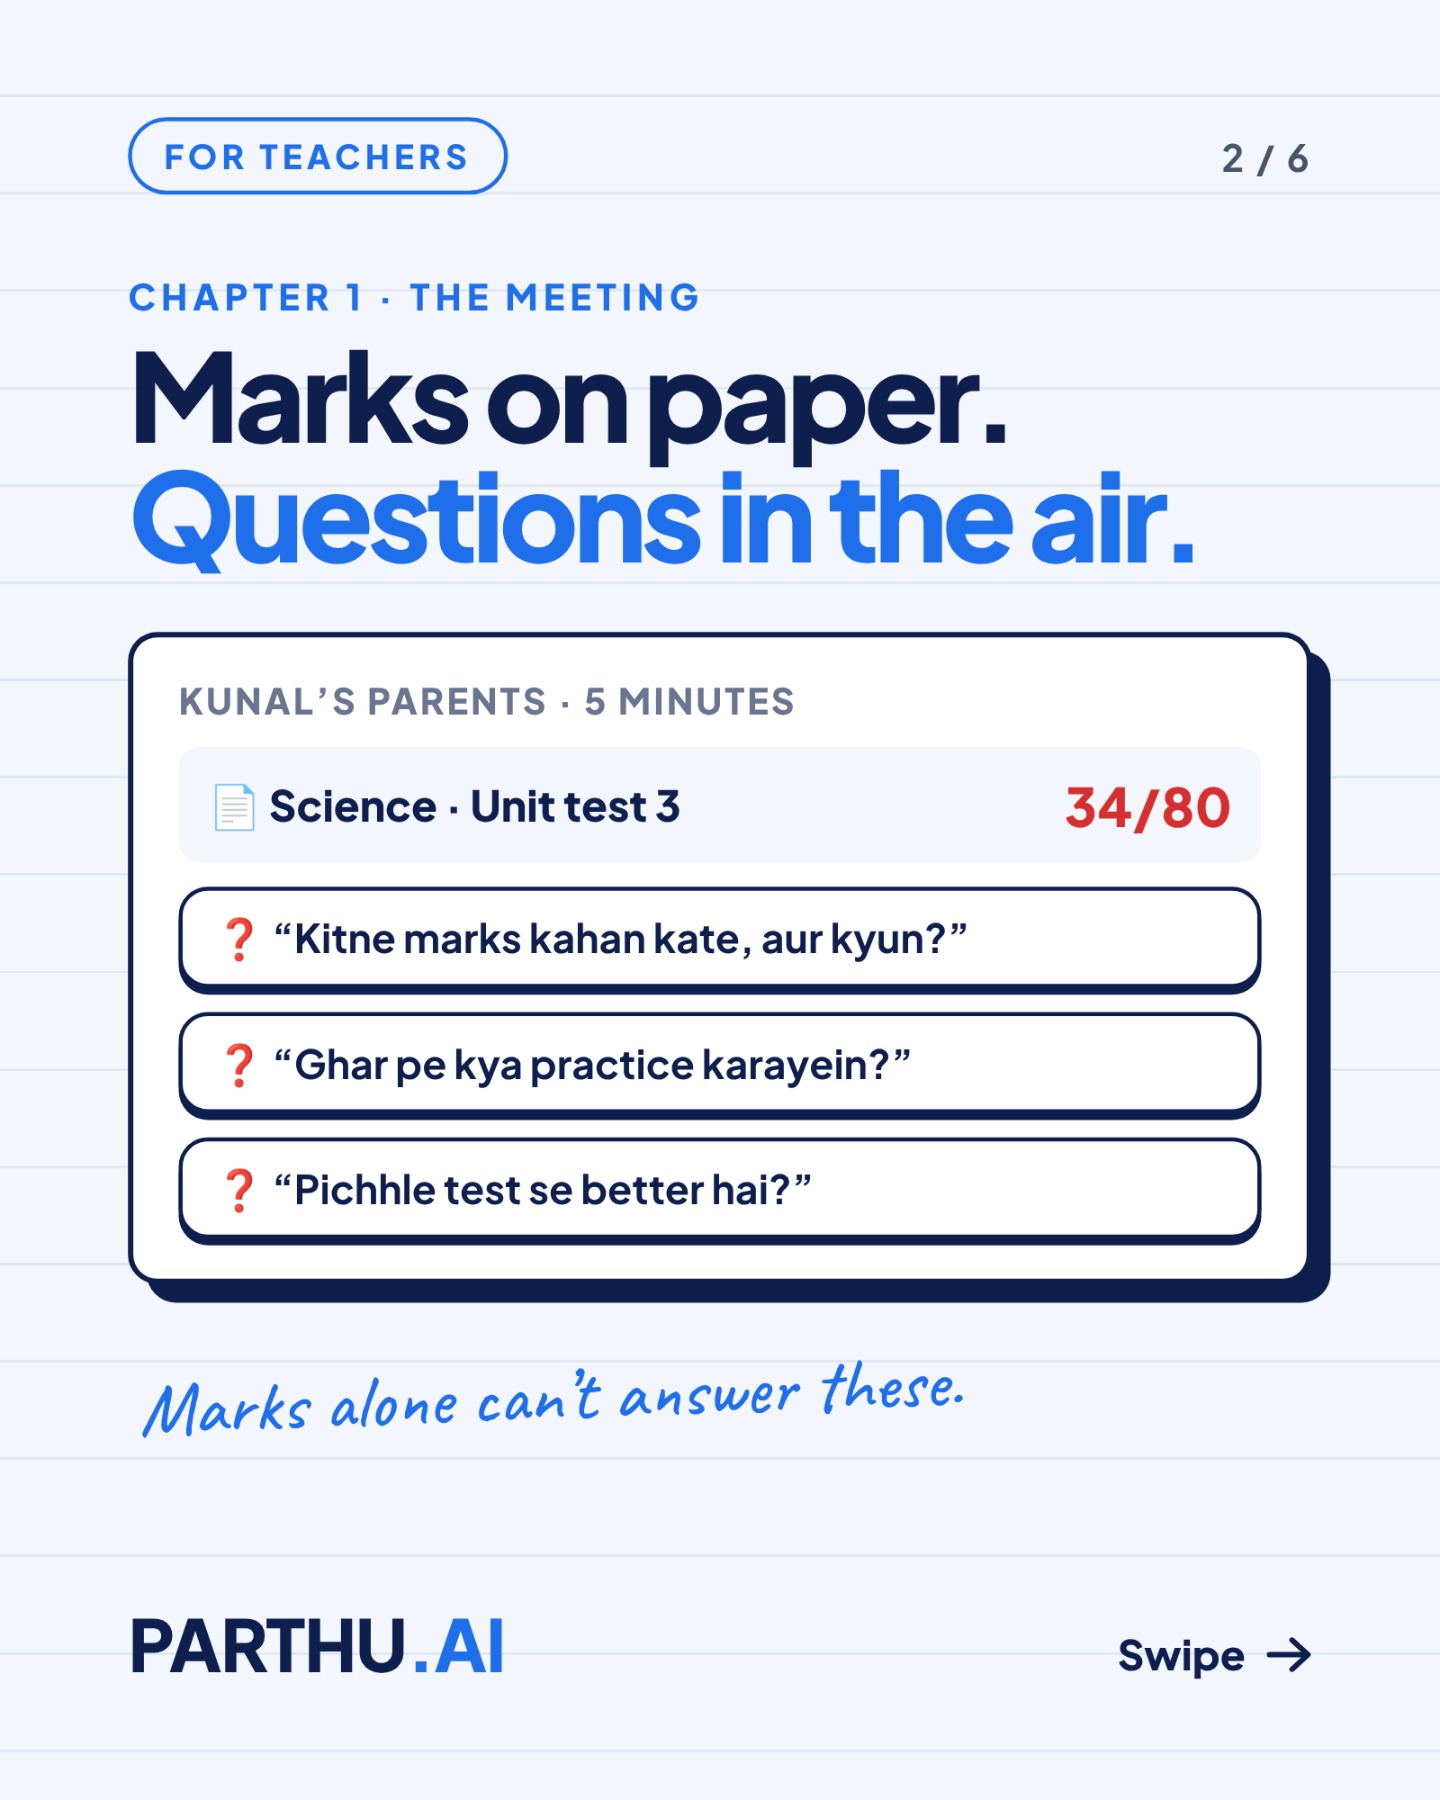 FOR TEACHERS
2 / 6
CHAPTER 1 · THE MEETING
Marks on paper.
Questions in the air.
KUNAL’S PARENTS · 5 MINUTES
Science · Unit test 3
34/80
“Kitne marks kahan kate, aur kyun?”
“Ghar pe kya practice karayein?”
“Pichhle test se better hai?”
Marks alone can’t answer these.
PARTHU.AI
Swipe →